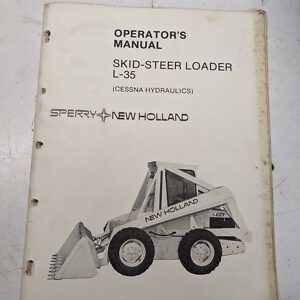 OPERATOR'S
MANUAL
SKID-STEER LOADER
L-35
(CESSNA HYDRAULICS)
SPERRY NEW HOLLAND
NEW HOLLAND